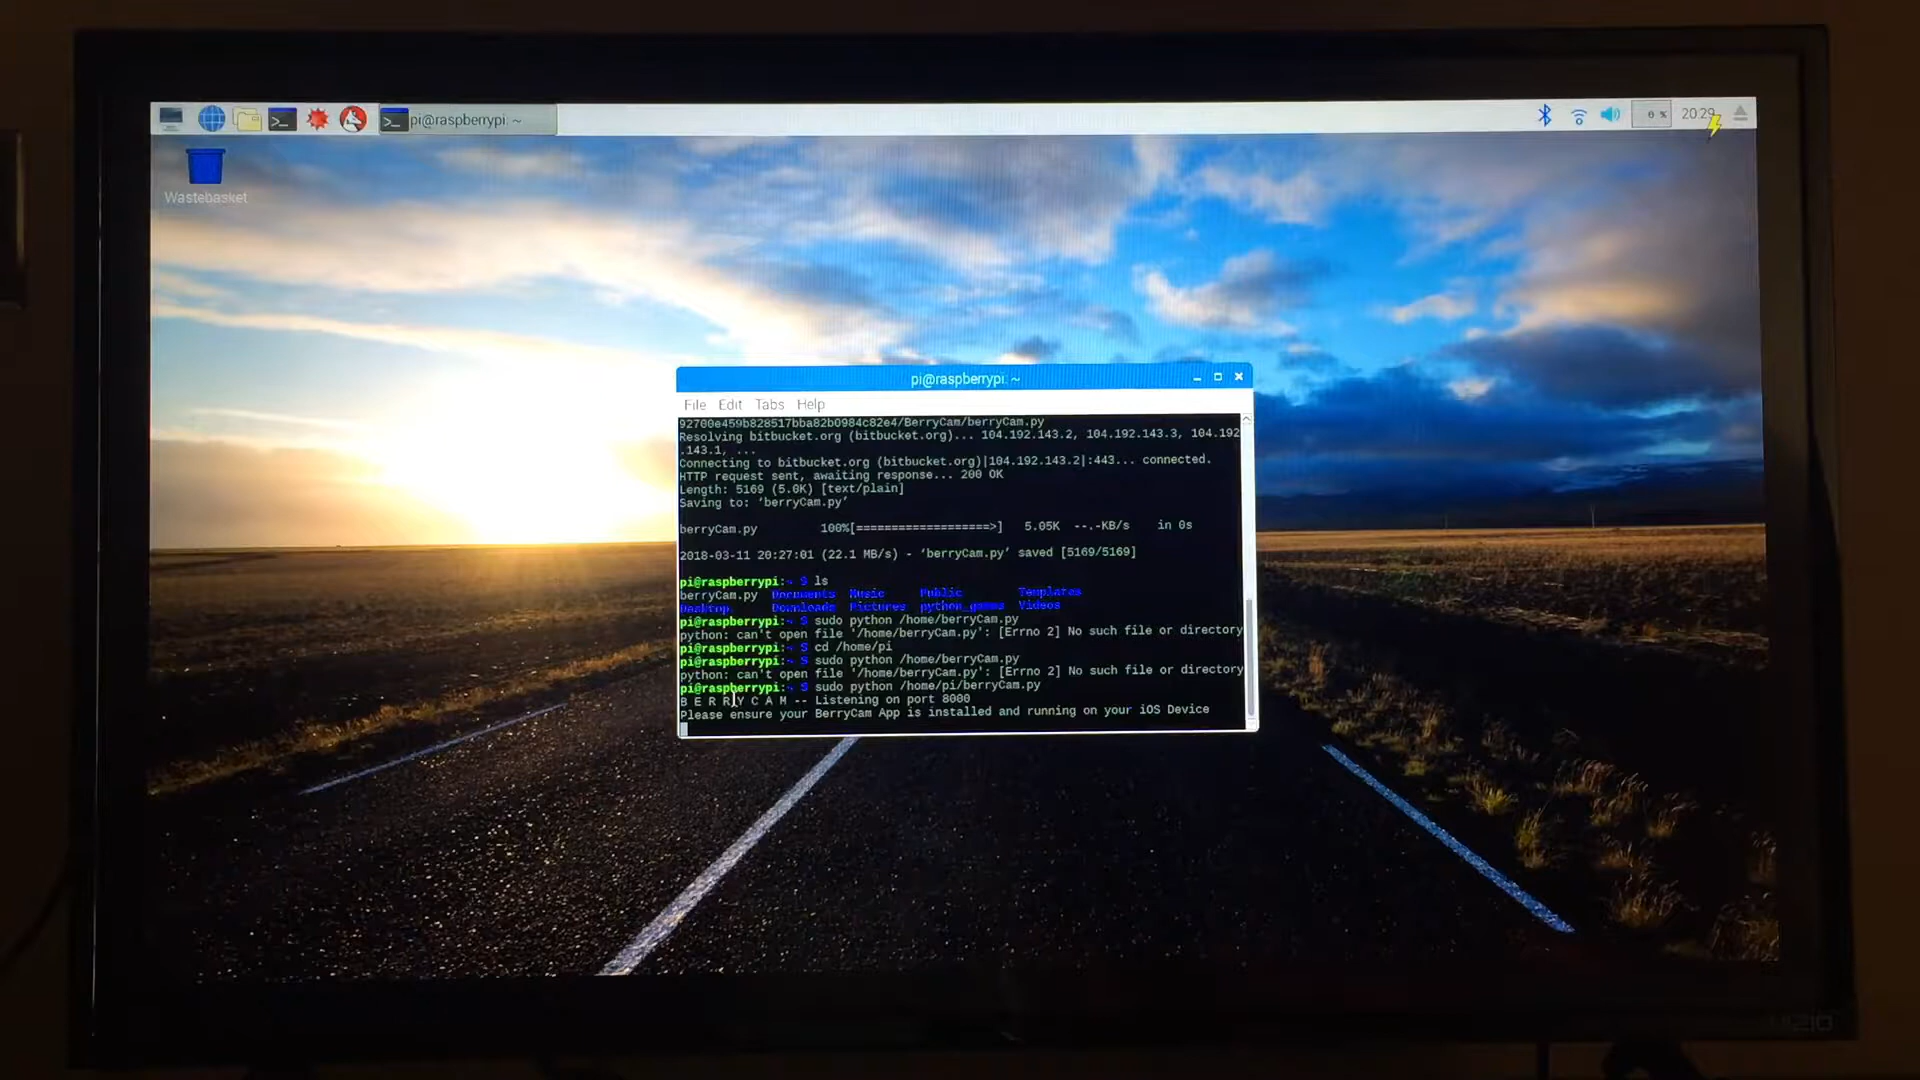 pi@raspberrypi: ~
20:29
Wastebasket
pi@raspberrypi: ~
File Edit Tabs Help
92700e459b828517bba82b0984c82e4/BerryCam/berryCam.py
Resolving bitbucket.org (bitbucket.org)... 104.192.143.2, 104.192.143.3, 104.192
.143.1, ...
Connecting to bitbucket.org (bitbucket.org)|104.192.143.2|:443... connected.
HTTP request sent, awaiting response... 200 OK
Length: 5169 (5.0K) [text/plain]
Saving to: ‘berryCam.py’
berryCam.py 100%[===================>] 5.05K --.-KB/s in 0s
2018-03-11 20:27:01 (22.1 MB/s) - ‘berryCam.py’ saved [5169/5169]
pi@raspberrypi:~ $ ls
berryCam.py Documents Music Public Templates
Desktop Downloads Pictures python_games Videos
pi@raspberrypi:~ $ sudo python /home/berryCam.py
python: can't open file '/home/berryCam.py': [Errno 2] No such file or directory
pi@raspberrypi:~ $ cd /home/pi
pi@raspberrypi:~ $ sudo python /home/berryCam.py
python: can't open file '/home/berryCam.py': [Errno 2] No such file or directory
pi@raspberrypi:~ $ sudo python /home/pi/berryCam.py
B E R R Y C A M -- Listening on port 8000
Please ensure your BerryCam App is installed and running on your iOS Device
VIZIO